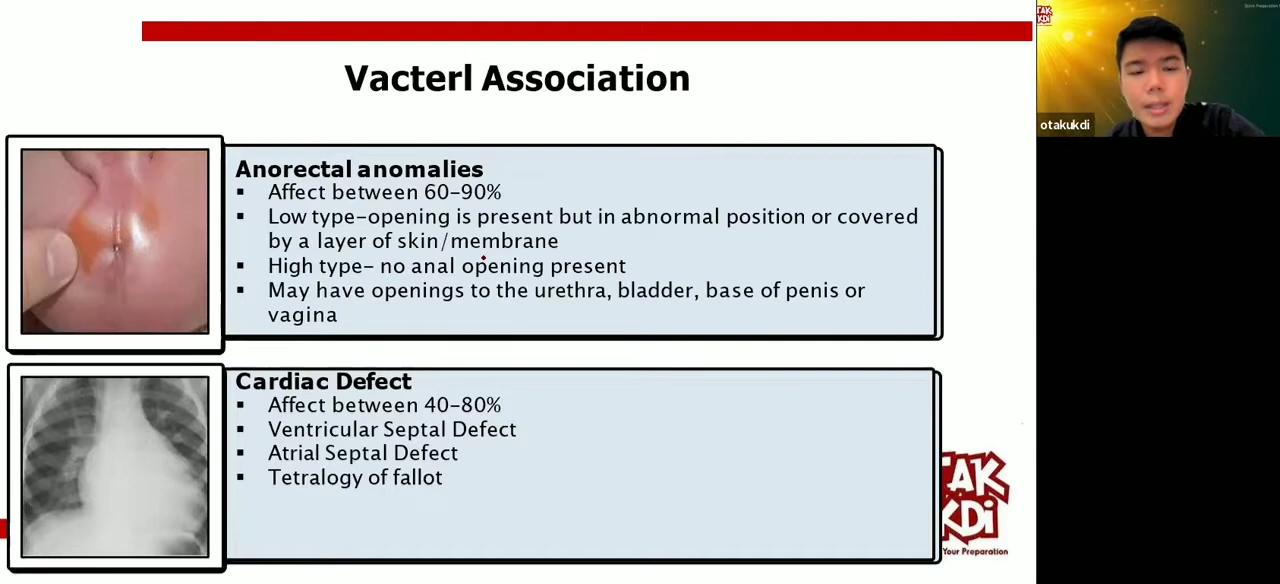 Vacterl Association
Anorectal anomalies
▪ Affect between 60–90%
▪ Low type-opening is present but in abnormal position or covered
by a layer of skin/membrane
▪ High type– no anal opening present
▪ May have openings to the urethra, bladder, base of penis or
vagina
Cardiac Defect
▪ Affect between 40–80%
▪ Ventricular Septal Defect
▪ Atrial Septal Defect
▪ Tetralogy of fallot
TAK
KDi
Your Preparation
TAK
KDi
otakukdi